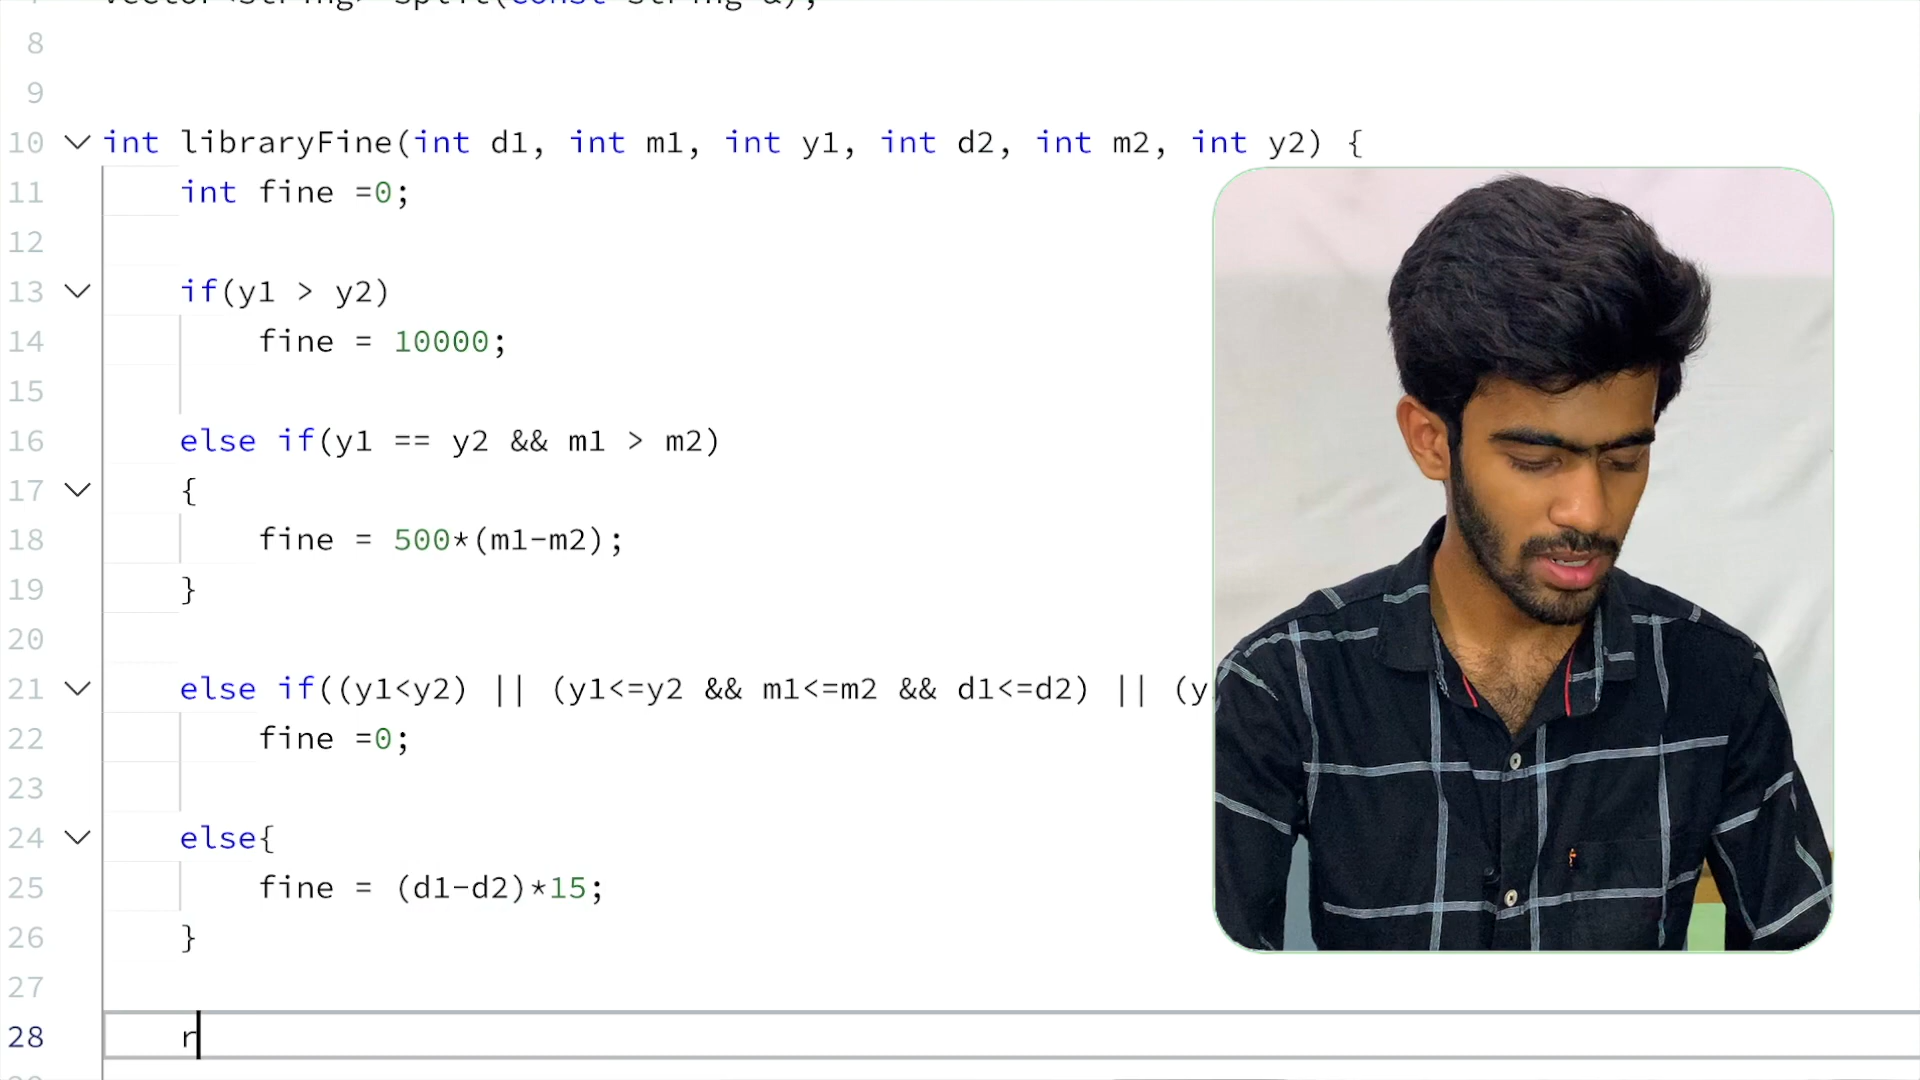 8
9
10 int libraryFine(int d1, int m1, int y1, int d2, int m2, int y2) {
11 int fine =0;
12
13 if(y1 > y2)
14 fine = 10000;
15
16 else if(y1 == y2 && m1 > m2)
17 {
18 fine = 500*(m1-m2);
19 }
20
21 else if((y1<y2) || (y1<=y2 && m1<=m2 && d1<=d2) || (y
22 fine =0;
23
24 else{
25 fine = (d1-d2)*15;
26 }
27
28 r